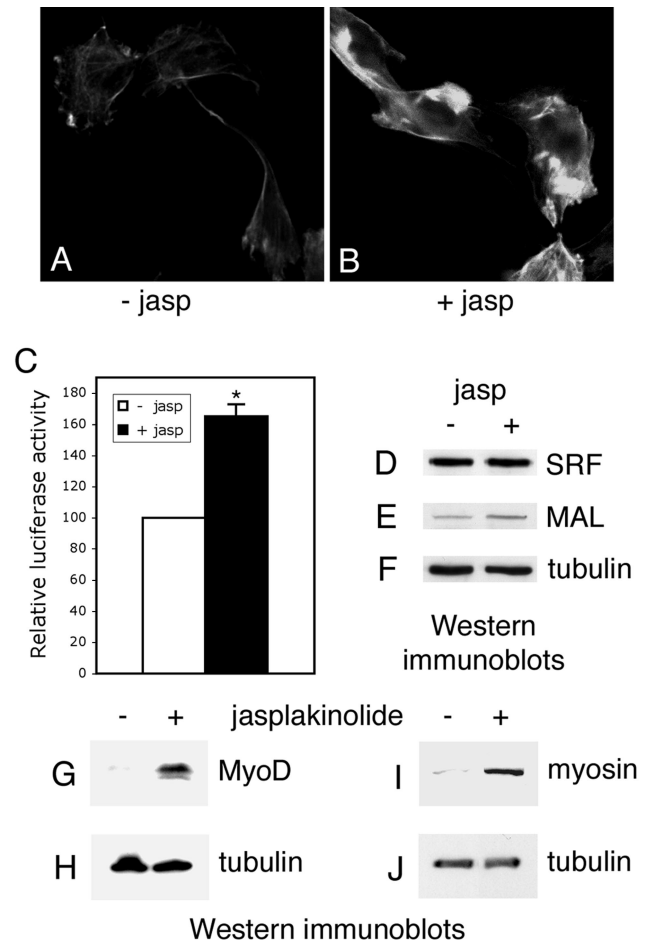 A
B
- jasp
+ jasp
C
Relative luciferase activity
180
160
140
120
100
80
60
40
20
0
- jasp
+ jasp
*
jasp
- +
D SRF
E MAL
F tubulin
Western
immunoblots
- + jasplakinolide - +
G MyoD
I myosin
H tubulin
J tubulin
Western immunoblots